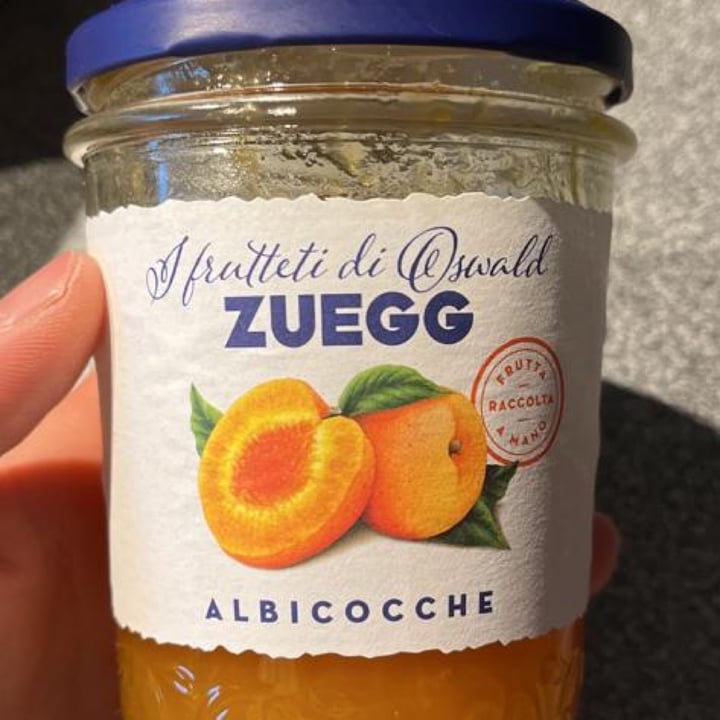 I frutteti di Oswald
ZUEGG
FRUTTA
RACCOLTA
A MANO
ALBICOCCHE